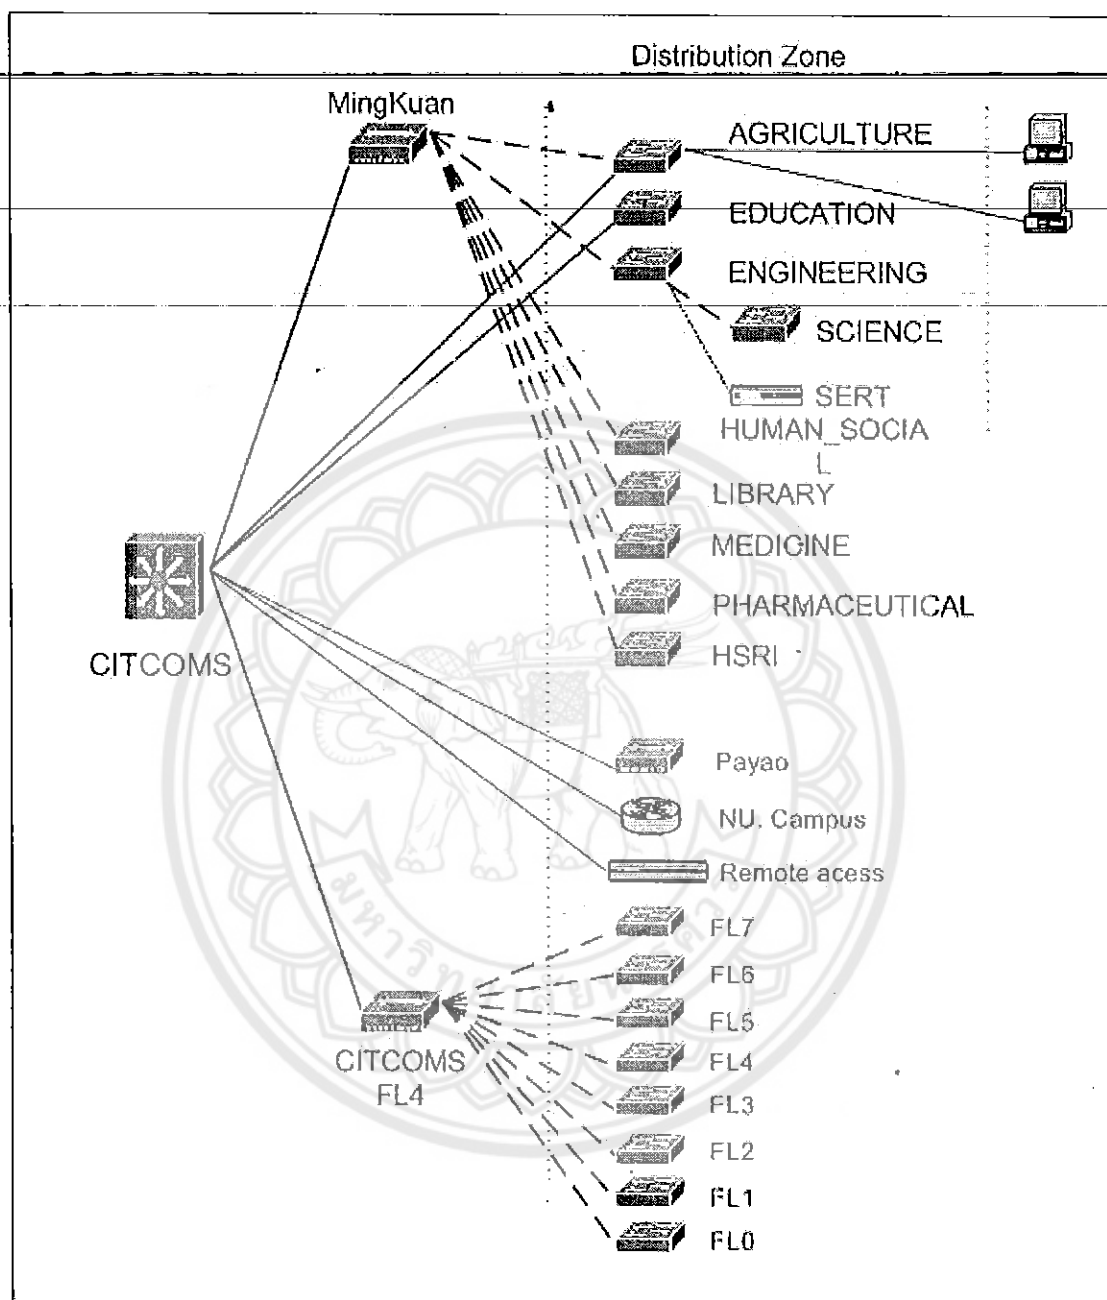 Distribution Zone
MingKuan
AGRICULTURE
EDUCATION
ENGINEERING
SCIENCE
SERT
HUMAN_SOCIA
L
LIBRARY
MEDICINE
PHARMACEUTICAL
HSRI
CITCOMS
Payao
NU. Campus
Remote acess
FL7
FL6
FL5
FL4
FL3
FL2
FL1
FL0
CITCOMS
FL4